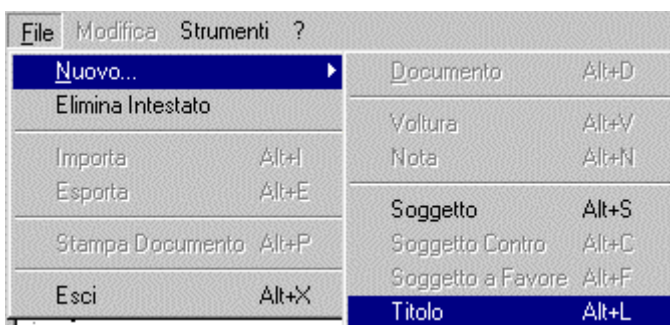 File Modifica Strumenti ?
Nuovo...
Elimina Intestato
Importa Alt+I
Esporta Alt+E
Stampa Documento Alt+P
Esci Alt+X
Documento Alt+D
Voltura Alt+V
Nota Alt+N
Soggetto Alt+S
Soggetto Contro Alt+C
Soggetto a Favore Alt+F
Titolo Alt+L